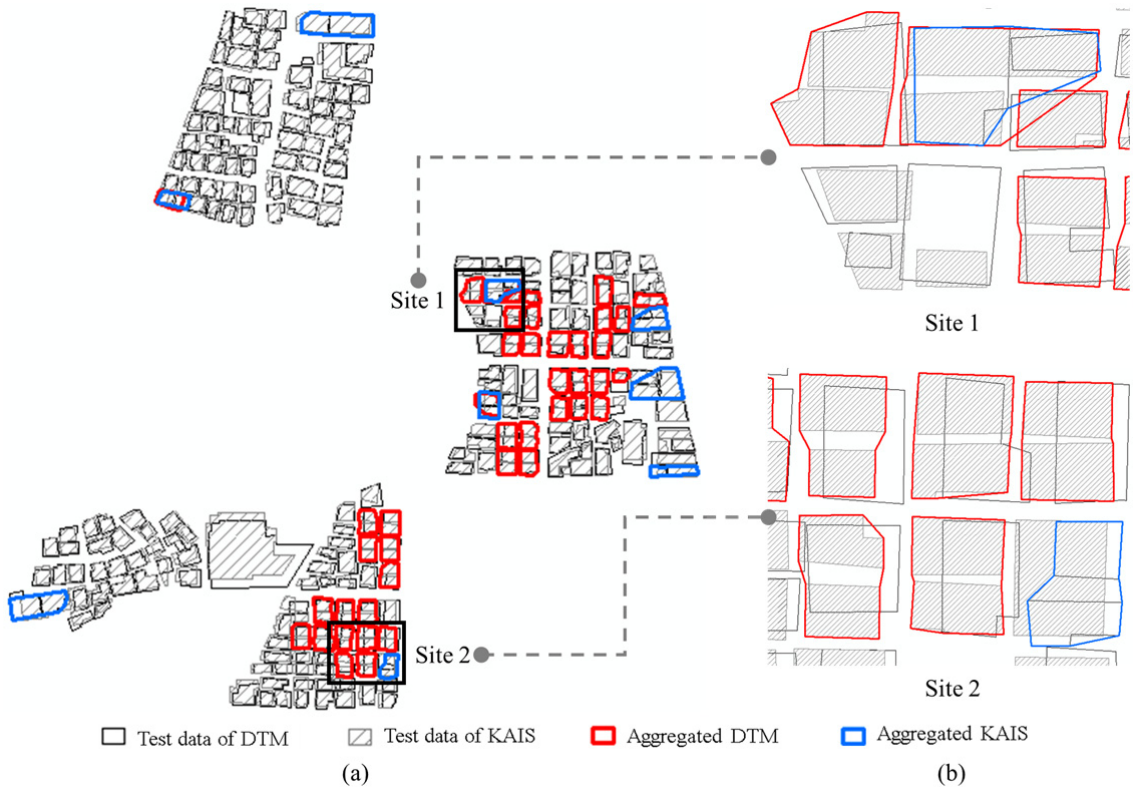 Site 1
Site 1
Site 2
Site 2
Test data of DTM
Test data of KAIS
Aggregated DTM
Aggregated KAIS
(a)
(b)